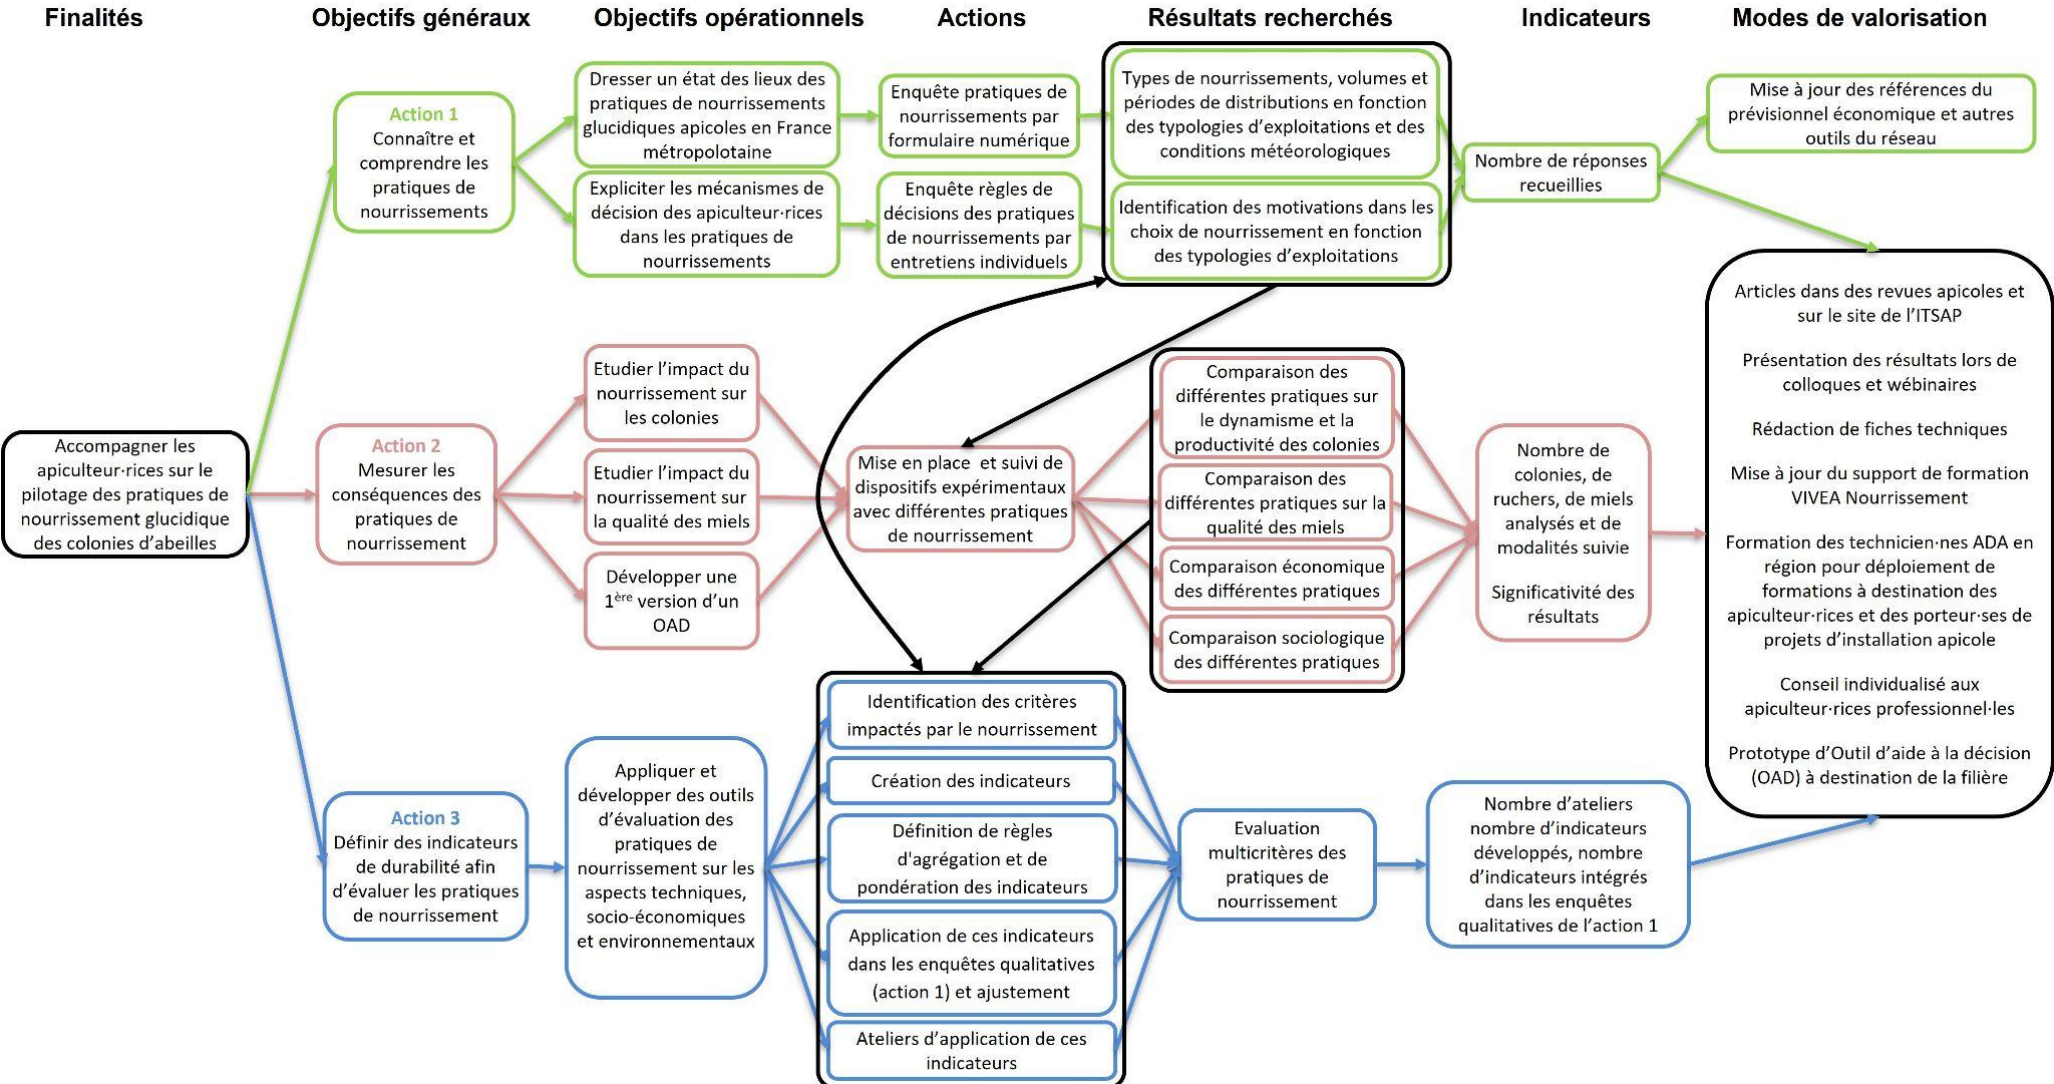 Finalités
Objectifs généraux
Objectifs opérationnels
Actions
Résultats recherchés
Indicateurs
Modes de valorisation
Accompagner les
apiculteur·rices sur le
pilotage des pratiques de
nourrissement glucidique
des colonies d'abeilles
Action 1
Connaître et
comprendre les
pratiques de
nourrissements
Dresser un état des lieux des
pratiques de nourrissements
glucidiques apicoles en France
métropolotaine
Expliciter les mécanismes de
décision des apiculteur·rices
dans les pratiques de
nourrissements
Enquête pratiques de
nourrissements par
formulaire numérique
Enquête règles de
décisions des pratiques
de nourrissements par
entretiens individuels
Types de nourrissements, volumes et
périodes de distributions en fonction
des typologies d'exploitations et des
conditions météorologiques
Identification des motivations dans les
choix de nourrissement en fonction
des typologies d'exploitations
Nombre de réponses
recueillies
Mise à jour des références du
prévisionnel économique et autres
outils du réseau
Action 2
Mesurer les
conséquences des
pratiques de
nourrissement
Etudier l'impact du
nourrissement sur
les colonies
Etudier l'impact du
nourrissement sur
la qualité des miels
Développer une
1ère version d'un
OAD
Mise en place et suivi de
dispositifs expérimentaux
avec différentes pratiques
de nourrissement
Comparaison des
différentes pratiques sur
le dynamisme et la
productivité des colonies
Comparaison des
différentes pratiques sur la
qualité des miels
Comparaison économique
des différentes pratiques
Comparaison sociologique
des différentes pratiques
Nombre de
colonies, de
ruchers, de miels
analysés et de
modalités suivie
Significativité des
résultats
Articles dans des revues apicoles et
sur le site de l'ITSAP
Présentation des résultats lors de
colloques et wébinaires
Rédaction de fiches techniques
Mise à jour du support de formation
VIVEA Nourrissement
Formation des technicien·nes ADA en
région pour déploiement de
formations à destination des
apiculteur·rices et des porteur·ses de
projets d'installation apicole
Conseil individualisé aux
apiculteur·rices professionnel·les
Prototype d'Outil d'aide à la décision
(OAD) à destination de la filière
Action 3
Définir des indicateurs
de durabilité afin
d'évaluer les pratiques
de nourrissement
Appliquer et
développer des outils
d'évaluation des
pratiques de
nourrissement sur les
aspects techniques,
socio-économiques
et environnementaux
Identification des critères
impactés par le nourrissement
Création des indicateurs
Définition de règles
d'agrégation et de
pondération des indicateurs
Application de ces indicateurs
dans les enquêtes qualitatives
(action 1) et ajustement
Ateliers d'application de ces
indicateurs
Evaluation
multicritères des
pratiques de
nourrissement
Nombre d'ateliers
nombre d'indicateurs
développés, nombre
d'indicateurs intégrés
dans les enquêtes
qualitatives de l'action 1